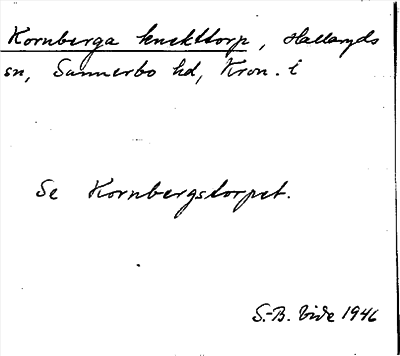 Kornberga knekttorp, Hallaryds
sn, Sunnerbo hd, Kron. i
Se Kornbergstorpet.
S.-B. Vide 1946